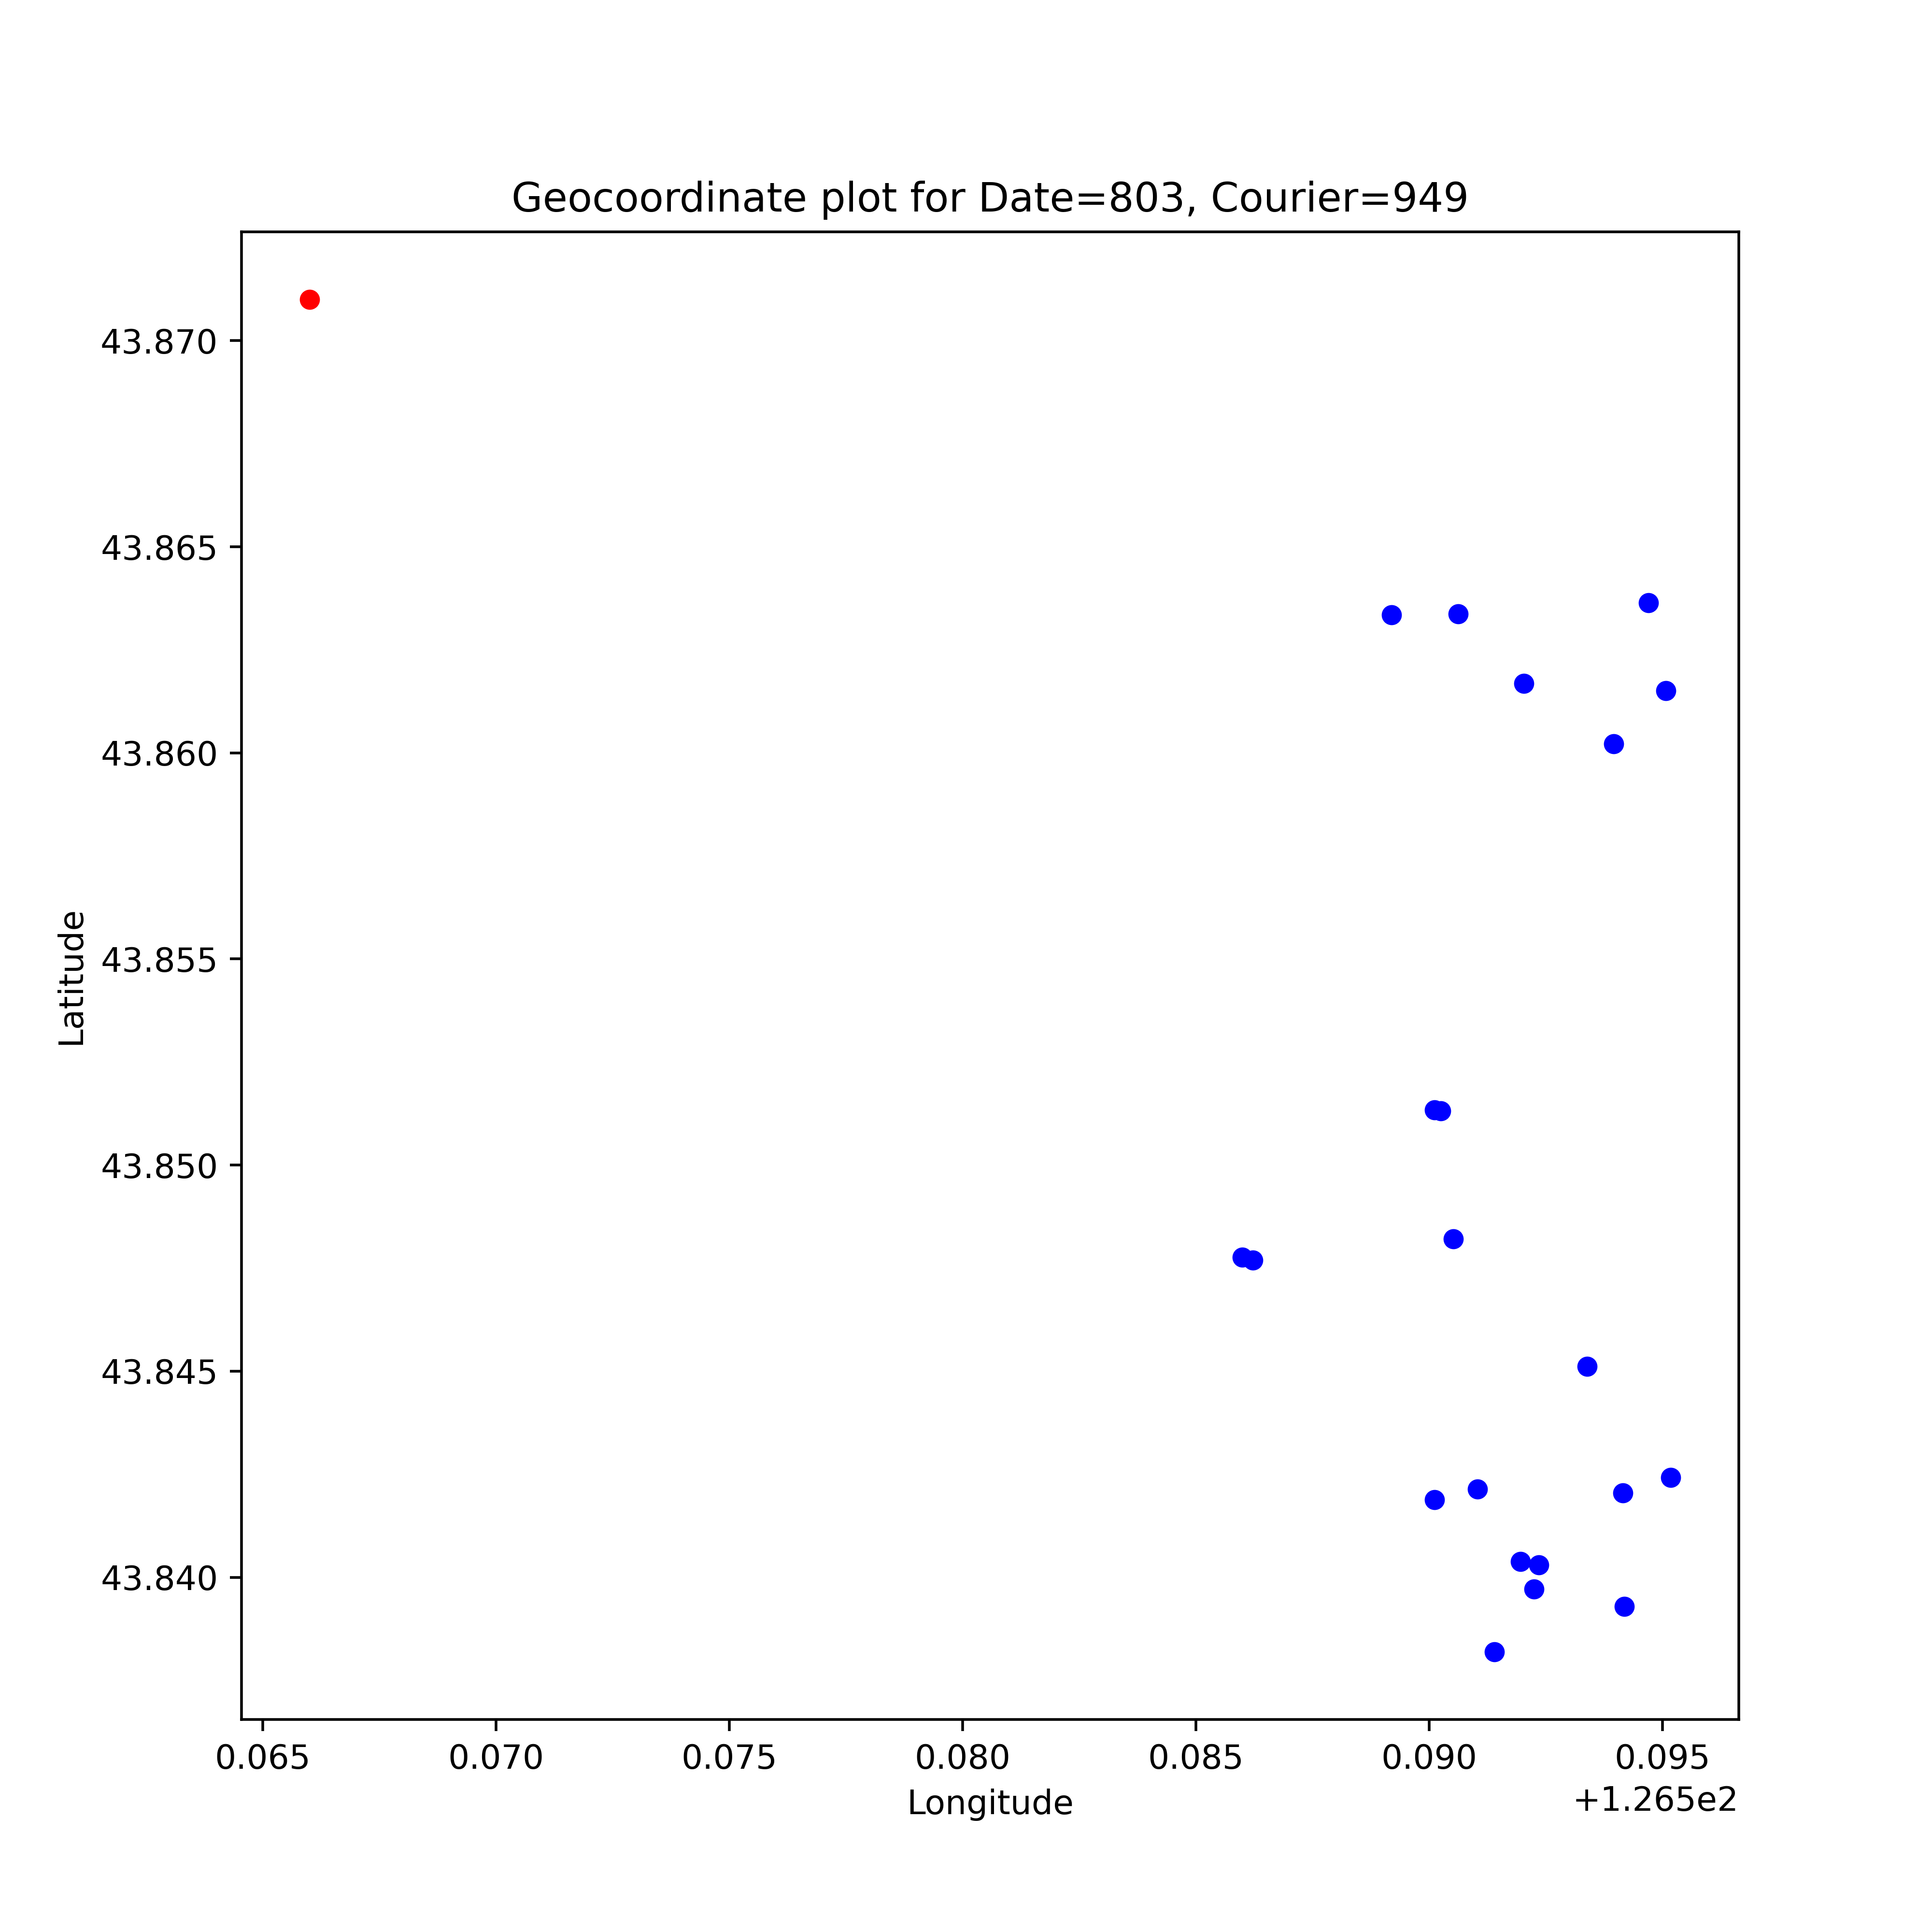 Geocoordinate plot for Date=803, Courier=949
43.870
43.865
43.860
43.855
43.850
43.845
43.840
Latitude
0.065 0.070 0.075 0.080 0.085 0.090 0.095
+1.265e2
Longitude